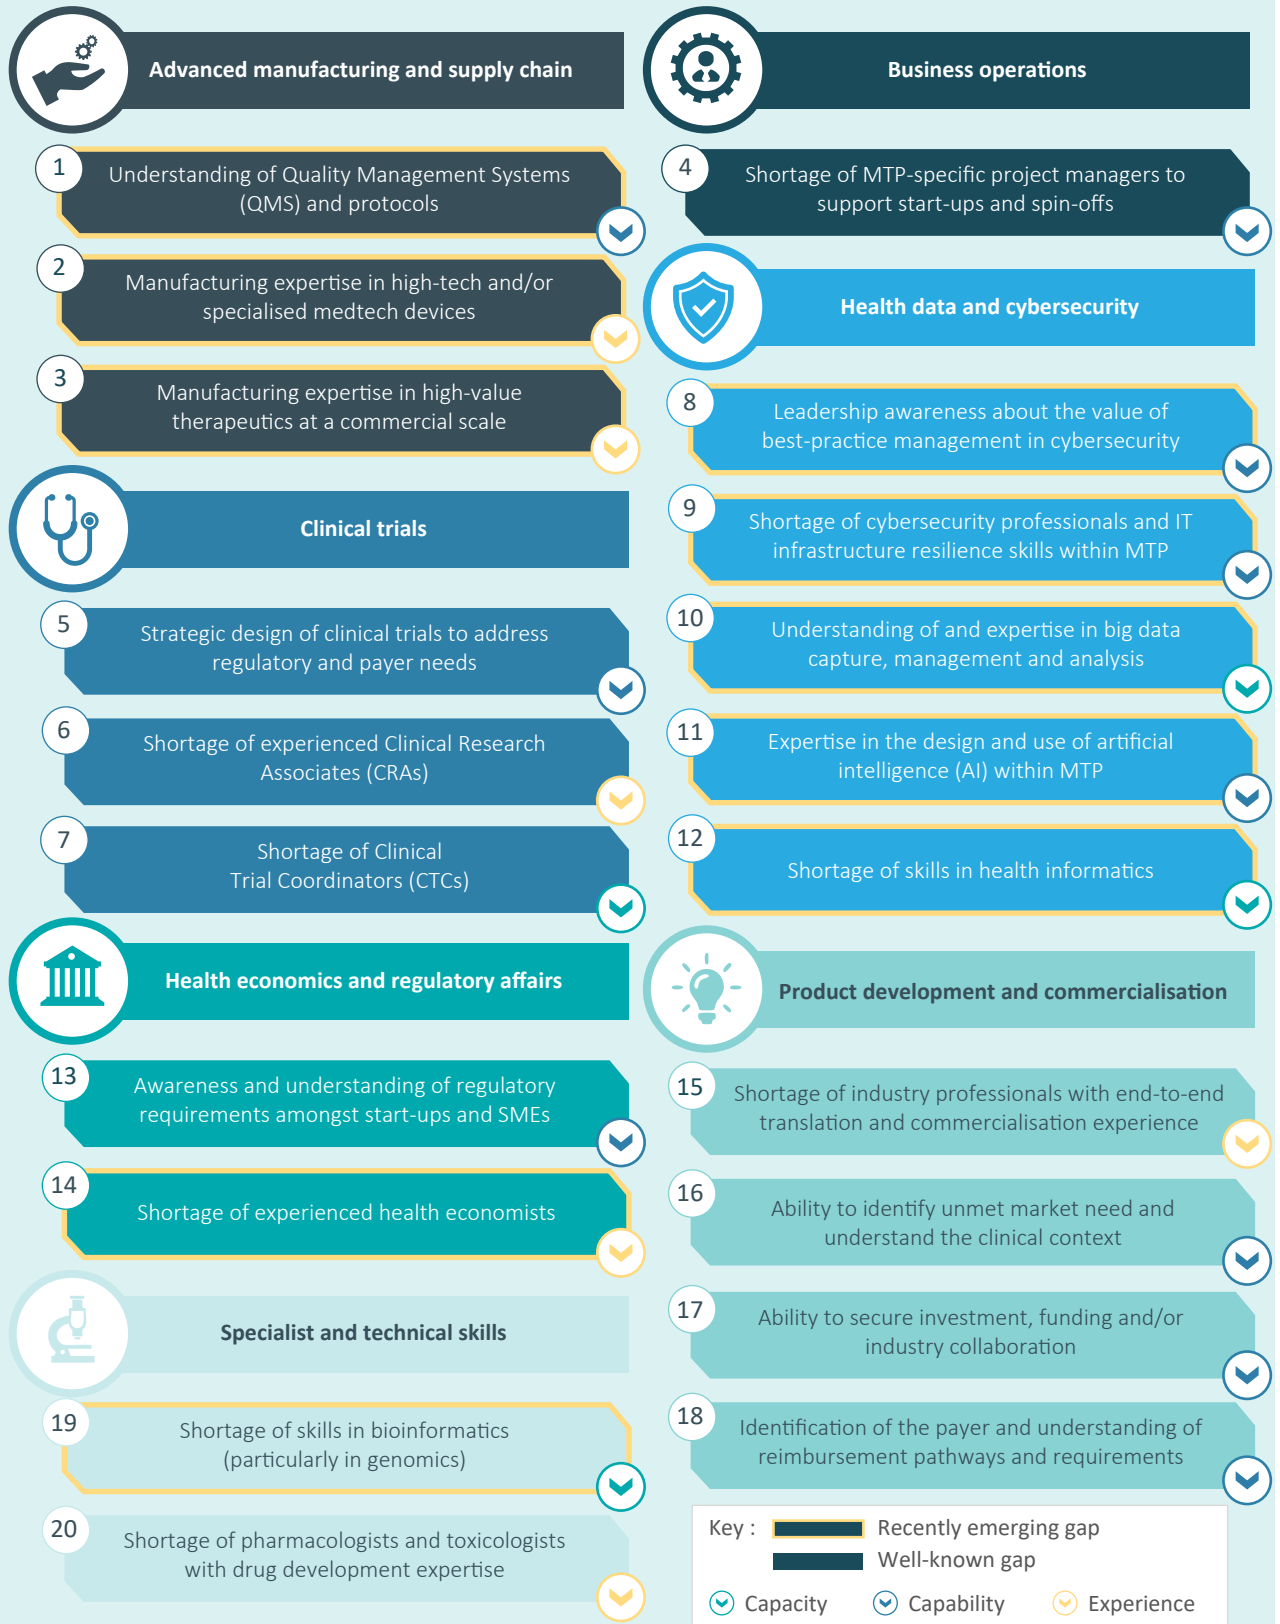 Advanced manufacturing and supply chain
1
Understanding of Quality Management Systems
(QMS) and protocols
2
Manufacturing expertise in high-tech and/or
specialised medtech devices
3
Manufacturing expertise in high-value
therapeutics at a commercial scale
Business operations
4
Shortage of MTP-specific project managers to
support start-ups and spin-offs
Clinical trials
5
Strategic design of clinical trials to address
regulatory and payer needs
6
Shortage of experienced Clinical Research
Associates (CRAs)
7
Shortage of Clinical
Trial Coordinators (CTCs)
Health data and cybersecurity
8
Leadership awareness about the value of
best-practice management in cybersecurity
9
Shortage of cybersecurity professionals and IT
infrastructure resilience skills within MTP
10
Understanding of and expertise in big data
capture, management and analysis
11
Expertise in the design and use of artificial
intelligence (AI) within MTP
12
Shortage of skills in health informatics
Health economics and regulatory affairs
13
Awareness and understanding of regulatory
requirements amongst start-ups and SMEs
14
Shortage of experienced health economists
Product development and commercialisation
15
Shortage of industry professionals with end-to-end
translation and commercialisation experience
16
Ability to identify unmet market need and
understand the clinical context
17
Ability to secure investment, funding and/or
industry collaboration
18
Identification of the payer and understanding of
reimbursement pathways and requirements
Specialist and technical skills
19
Shortage of skills in bioinformatics
(particularly in genomics)
20
Shortage of pharmacologists and toxicologists
with drug development expertise
Key : Recently emerging gap
Well-known gap
Capacity Capability Experience